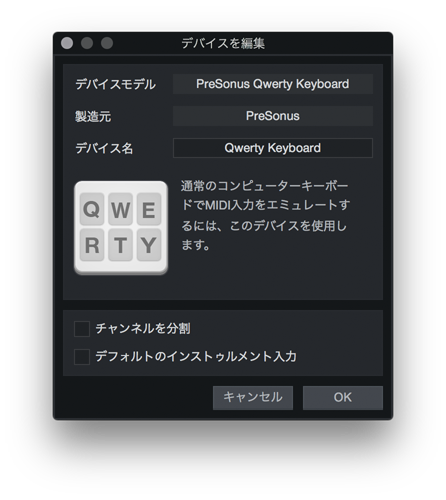 デバイスを編集
デバイスモデル PreSonus Qwerty Keyboard
製造元 PreSonus
デバイス名 Qwerty Keyboard
通常のコンピューターキーボー
ドでMIDI入力をエミュレートす
るには、このデバイスを使用し
ます。
Q W E
R T Y
チャンネルを分割
デフォルトのインストゥルメント入力
キャンセル OK